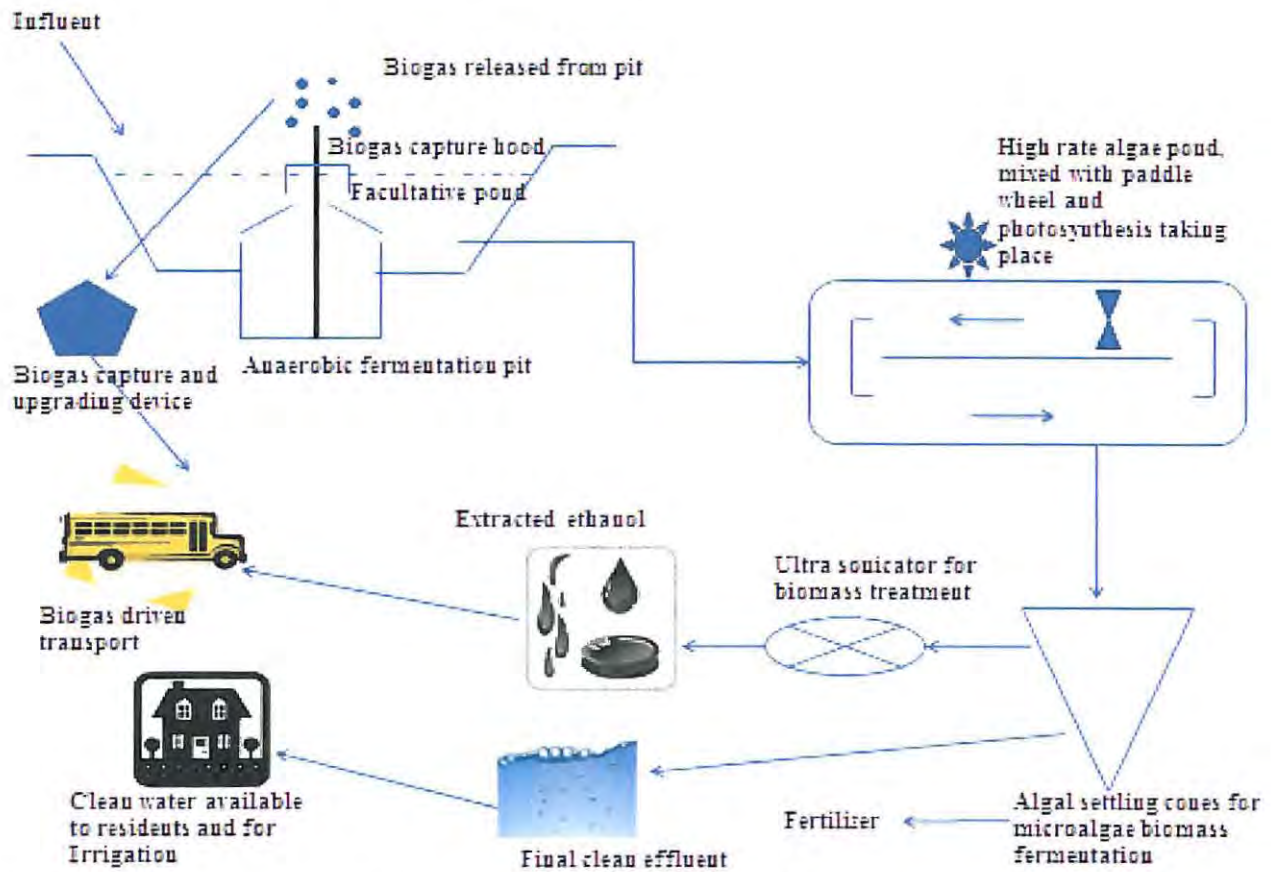 Influent
Biogas released from pit
Biogas capture hood
Facultative pond
High rate algae pond,
mixed with paddle
wheel and
photosynthesis taking
place
Biogas capture and
upgrading device
Anaerobic fermentation pit
Extracted ethanol
Ultra sonicator for
biomass treatment
Biogas driven
transport
Clean water available
to residents and for
Irrigation
Final clean effluent
Fertilizer
Algal settling cones for
microalgae biomass
fermentation